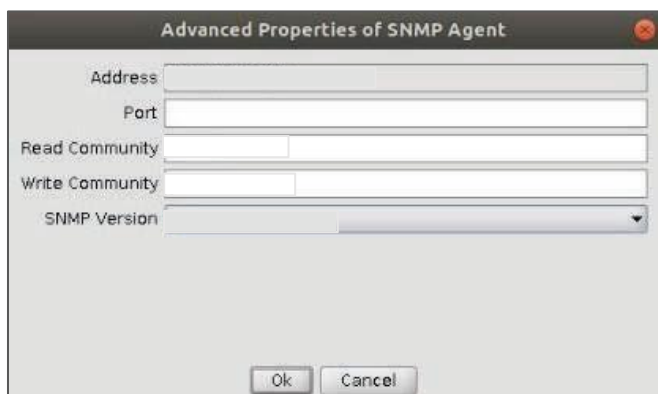 Advanced Properties of SNMP Agent
Address
Port
Read Community
Write Community
SNMP Version
Ok Cancel